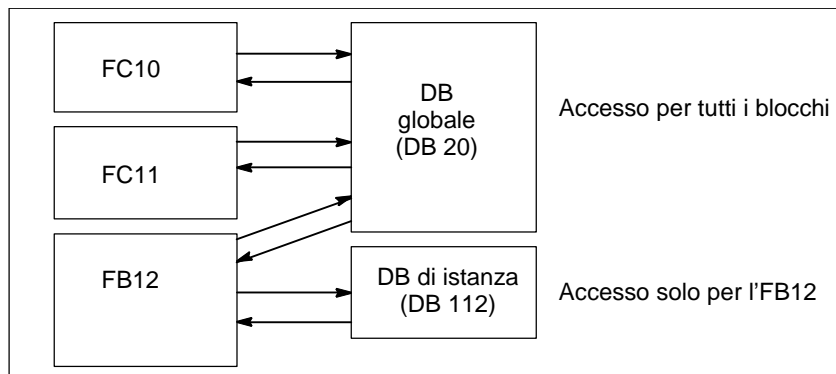 FC10
DB
globale
(DB 20)
Accesso per tutti i blocchi
FC11
FB12
DB di istanza
(DB 112)
Accesso solo per l'FB12